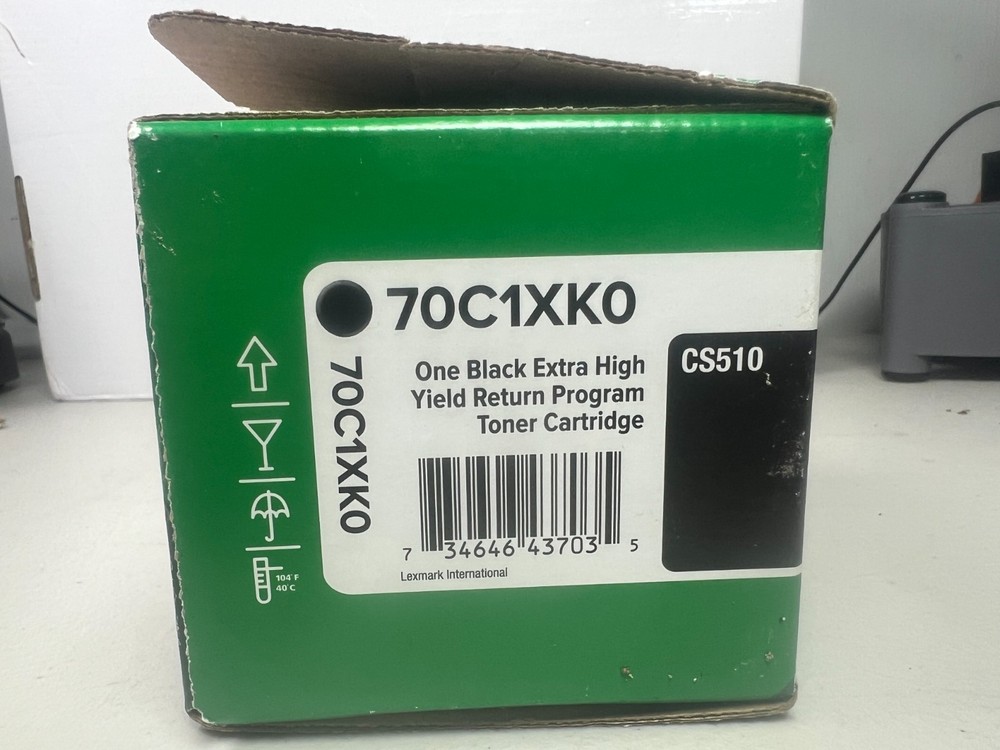 70C1XK0
70C1XK0
One Black Extra High
Yield Return Program
Toner Cartridge
CS510
7 34646 43703 5
Lexmark International
104°F
40°C